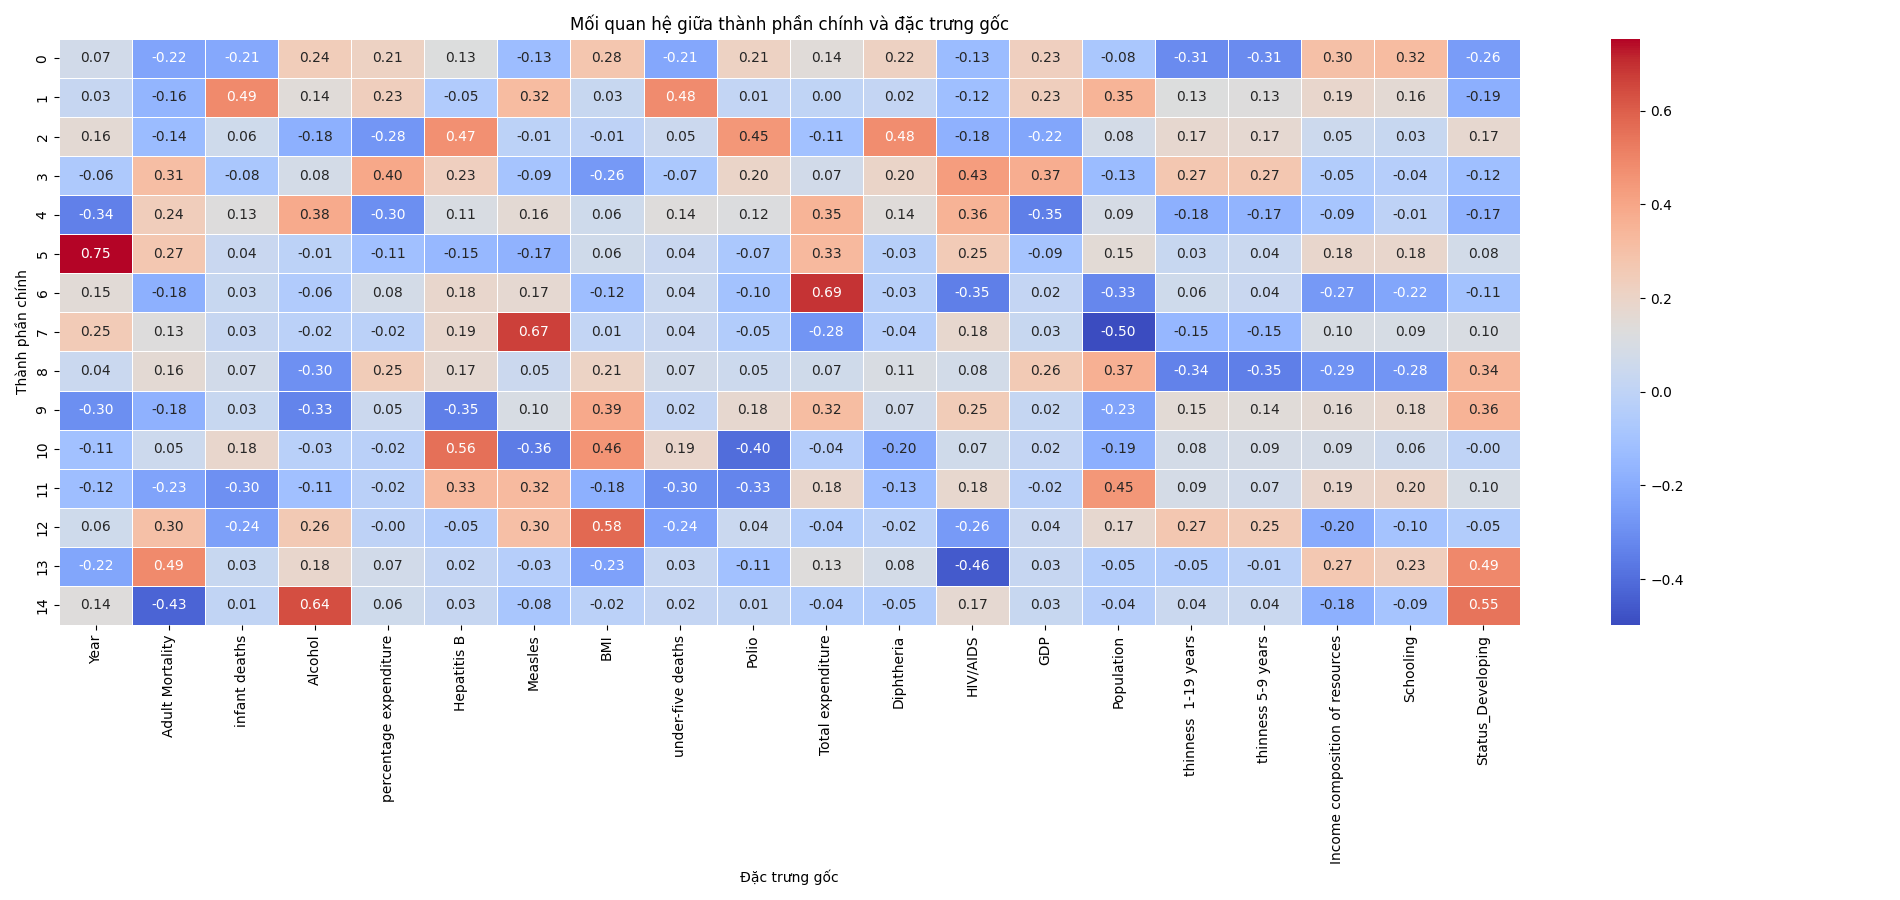 Mối quan hệ giữa thành phần chính và đặc trưng gốc
Thành phần chính
0 0.07 -0.22 -0.21 0.24 0.21 0.13 -0.13 0.28 -0.21 0.21 0.14 0.22 -0.13 0.23 -0.08 -0.31 -0.31 0.30 0.32 -0.26
1 0.03 -0.16 0.49 0.14 0.23 -0.05 0.32 0.03 0.48 0.01 0.00 0.02 -0.12 0.23 0.35 0.13 0.13 0.19 0.16 -0.19
2 0.16 -0.14 0.06 -0.18 -0.28 0.47 -0.01 -0.01 0.05 0.45 -0.11 0.48 -0.18 -0.22 0.08 0.17 0.17 0.05 0.03 0.17
3 -0.06 0.31 -0.08 0.08 0.40 0.23 -0.09 -0.26 -0.07 0.20 0.07 0.20 0.43 0.37 -0.13 0.27 0.27 -0.05 -0.04 -0.12
4 -0.34 0.24 0.13 0.38 -0.30 0.11 0.16 0.06 0.14 0.12 0.35 0.14 0.36 -0.35 0.09 -0.18 -0.17 -0.09 -0.01 -0.17
5 0.75 0.27 0.04 -0.01 -0.11 -0.15 -0.17 0.06 0.04 -0.07 0.33 -0.03 0.25 -0.09 0.15 0.03 0.04 0.18 0.18 0.08
6 0.15 -0.18 0.03 -0.06 0.08 0.18 0.17 -0.12 0.04 -0.10 0.69 -0.03 -0.35 0.02 -0.33 0.06 0.04 -0.27 -0.22 -0.11
7 0.25 0.13 0.03 -0.02 -0.02 0.19 0.67 0.01 0.04 -0.05 -0.28 -0.04 0.18 0.03 -0.50 -0.15 -0.15 0.10 0.09 0.10
8 0.04 0.16 0.07 -0.30 0.25 0.17 0.05 0.21 0.07 0.05 0.07 0.11 0.08 0.26 0.37 -0.34 -0.35 -0.29 -0.28 0.34
9 -0.30 -0.18 0.03 -0.33 0.05 -0.35 0.10 0.39 0.02 0.18 0.32 0.07 0.25 0.02 -0.23 0.15 0.14 0.16 0.18 0.36
10 -0.11 0.05 0.18 -0.03 -0.02 0.56 -0.36 0.46 0.19 -0.40 -0.04 -0.20 0.07 0.02 -0.19 0.08 0.09 0.09 0.06 -0.00
11 -0.12 -0.23 -0.30 -0.11 -0.02 0.33 0.32 -0.18 -0.30 -0.33 0.18 -0.13 0.18 -0.02 0.45 0.09 0.07 0.19 0.20 0.10
12 0.06 0.30 -0.24 0.26 -0.00 -0.05 0.30 0.58 -0.24 0.04 -0.04 -0.02 -0.26 0.04 0.17 0.27 0.25 -0.20 -0.10 -0.05
13 -0.22 0.49 0.03 0.18 0.07 0.02 -0.03 -0.23 0.03 -0.11 0.13 0.08 -0.46 0.03 -0.05 -0.05 -0.01 0.27 0.23 0.49
14 0.14 -0.43 0.01 0.64 0.06 0.03 -0.08 -0.02 0.02 0.01 -0.04 -0.05 0.17 0.03 -0.04 0.04 0.04 -0.18 -0.09 0.55
Year
Adult Mortality
infant deaths
Alcohol
percentage expenditure
Hepatitis B
Measles
BMI
under-five deaths
Polio
Total expenditure
Diphtheria
HIV/AIDS
GDP
Population
thinness  1-19 years
thinness 5-9 years
Income composition of resources
Schooling
Status_Developing
Đặc trưng gốc
0.6
0.4
0.2
0.0
−0.2
−0.4